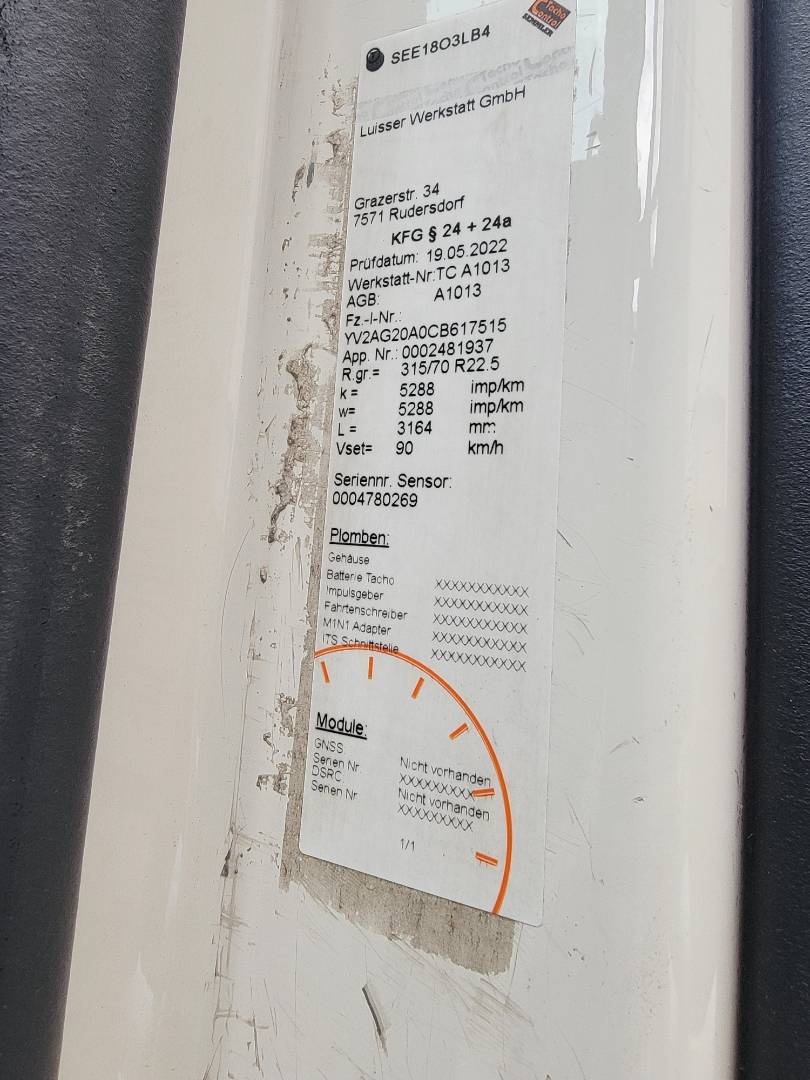 Tacho
Control
SEMMLER
SEE18O3LB4
Luisser Werkstatt GmbH
Grazerstr. 34
7571 Rudersdorf
KFG § 24 + 24a
Prüfdatum: 19.05.2022
Werkstatt-Nr:TC A1013
AGB: A1013
Fz.-I-Nr.:
YV2AG20A0CB617515
App. Nr.: 0002481937
R.gr.= 315/70 R22.5
k = 5288 imp/km
w= 5288 imp/km
L = 3164 mm
Vset= 90 km/h
Seriennr. Sensor:
0004780269
Plomben:
Gehäuse XXXXXXXXXXX
Batterie Tacho XXXXXXXXXXX
Impulsgeber XXXXXXXXXXX
Fahrtenschreiber XXXXXXXXXXX
M1N1 Adapter XXXXXXXXXXX
ITS Schnittstelle
Module:
GNSS Nicht vorhanden
Serien Nr XXXXXXXXX
DSRC Nicht vorhanden
Serien Nr XXXXXXXXX
1/1